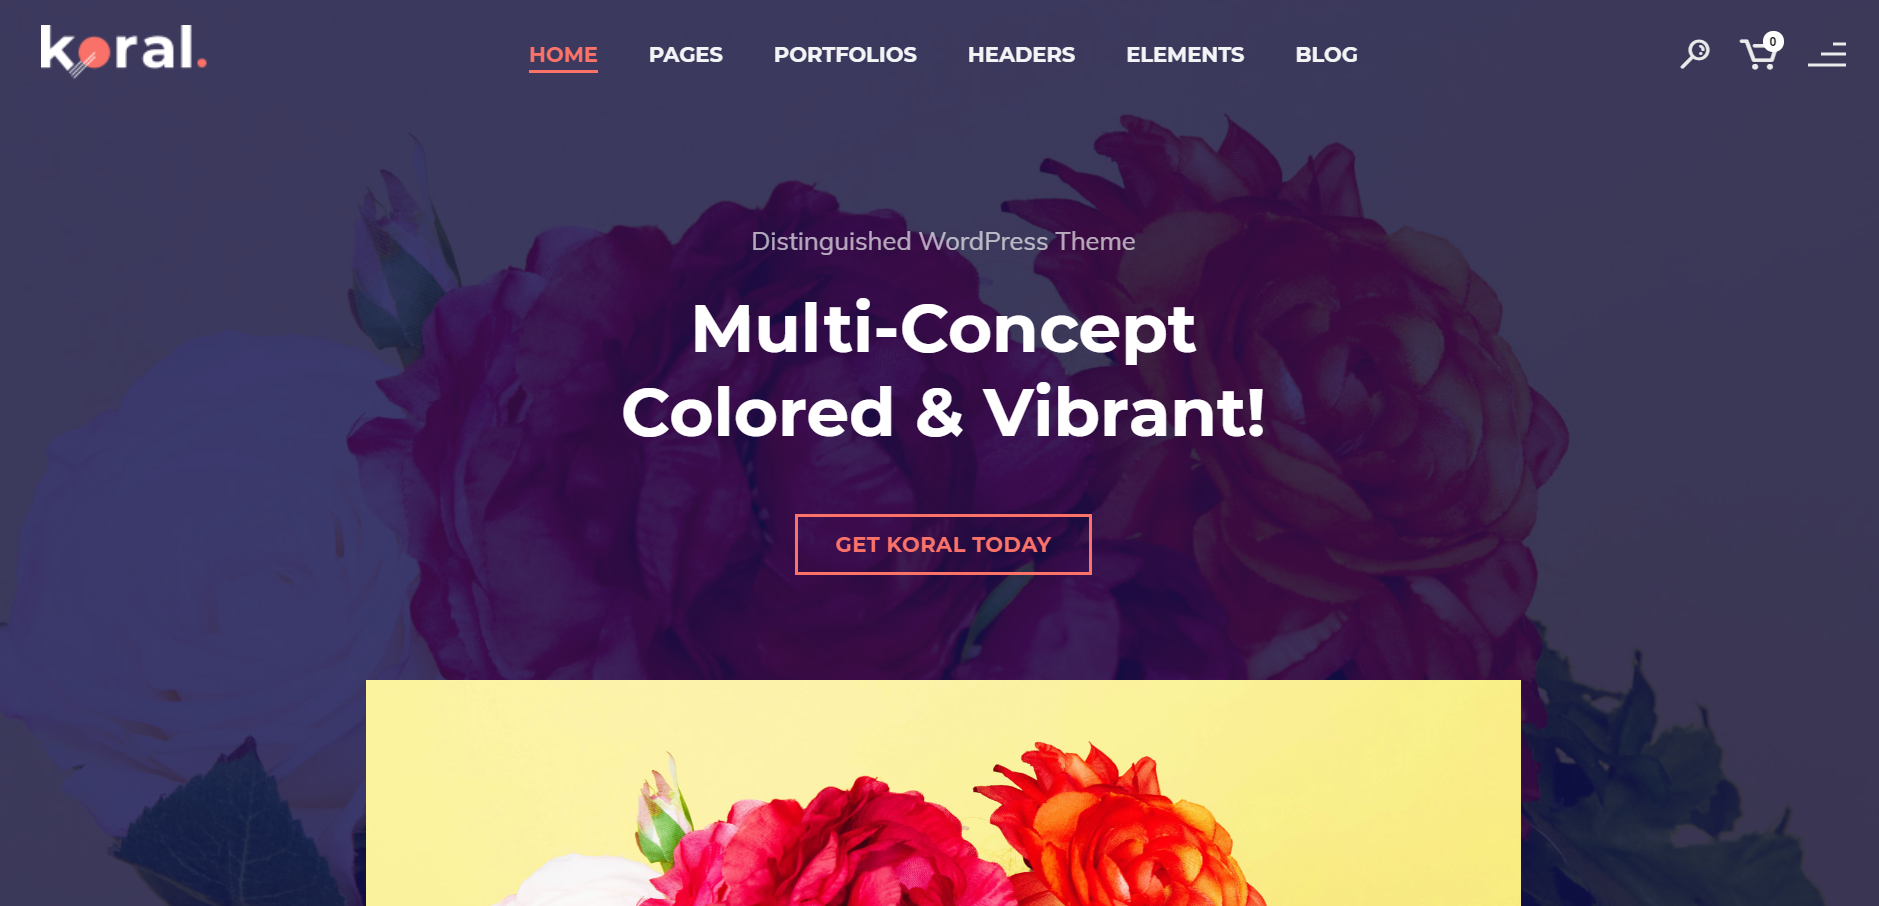 koral.
HOME PAGES PORTFOLIOS HEADERS ELEMENTS BLOG
0
Distinguished WordPress Theme
Multi-Concept
Colored & Vibrant!
GET KORAL TODAY